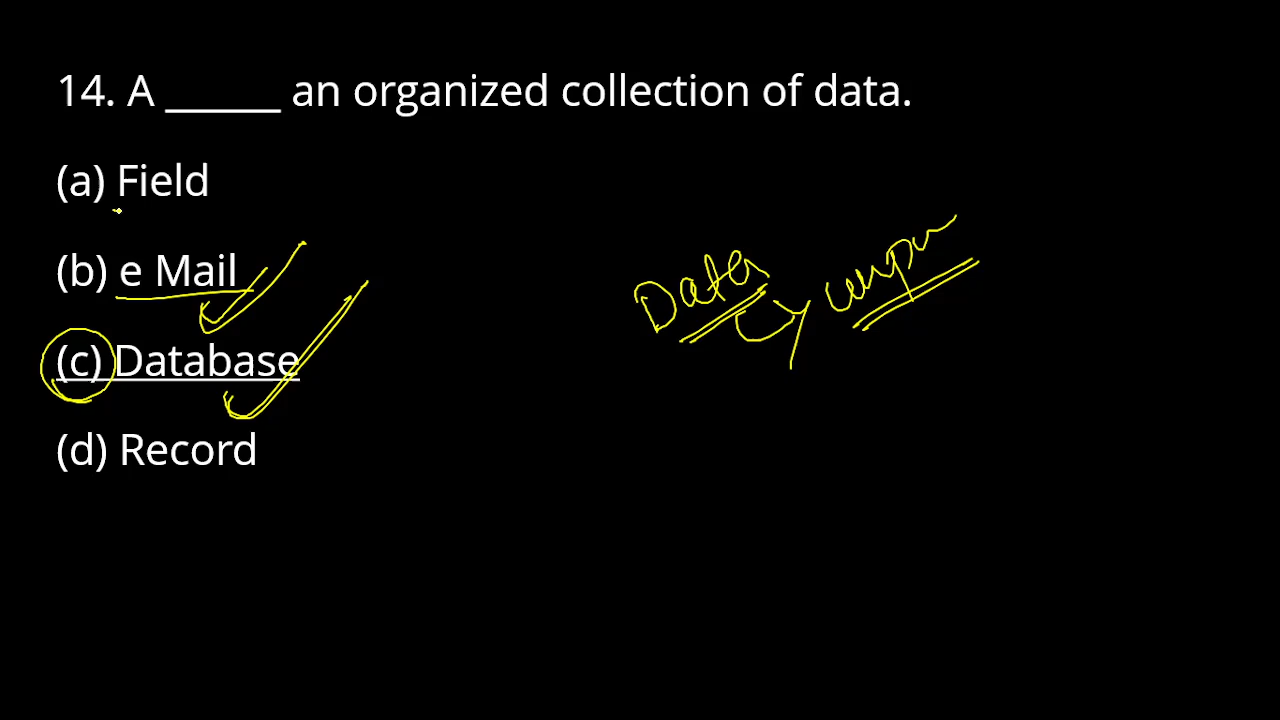 14. A ______ an organized collection of data.
(a) Field
(b) e Mail
(c) Database
(d) Record
Data